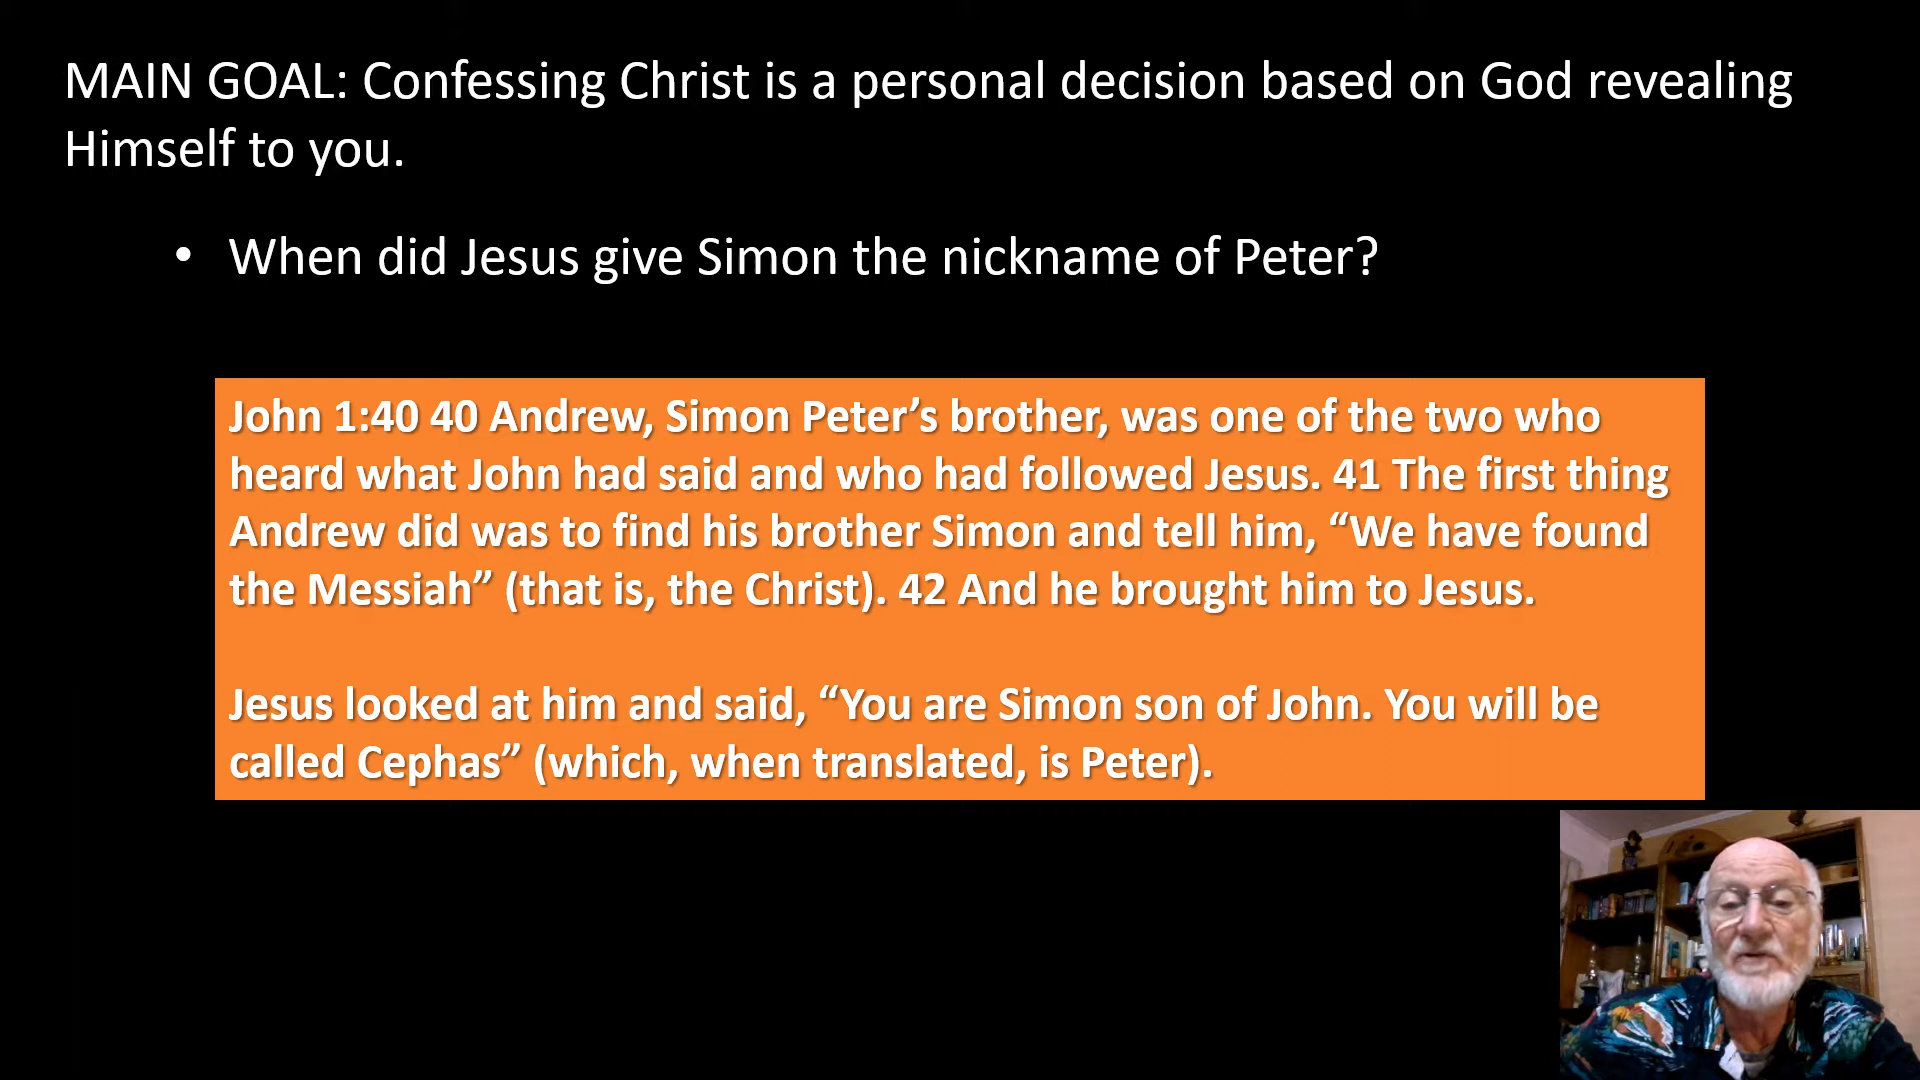 MAIN GOAL: Confessing Christ is a personal decision based on God revealing
Himself to you.
• When did Jesus give Simon the nickname of Peter?
John 1:40 40 Andrew, Simon Peter’s brother, was one of the two who
heard what John had said and who had followed Jesus. 41 The first thing
Andrew did was to find his brother Simon and tell him, “We have found
the Messiah” (that is, the Christ). 42 And he brought him to Jesus.
Jesus looked at him and said, “You are Simon son of John. You will be
called Cephas” (which, when translated, is Peter).